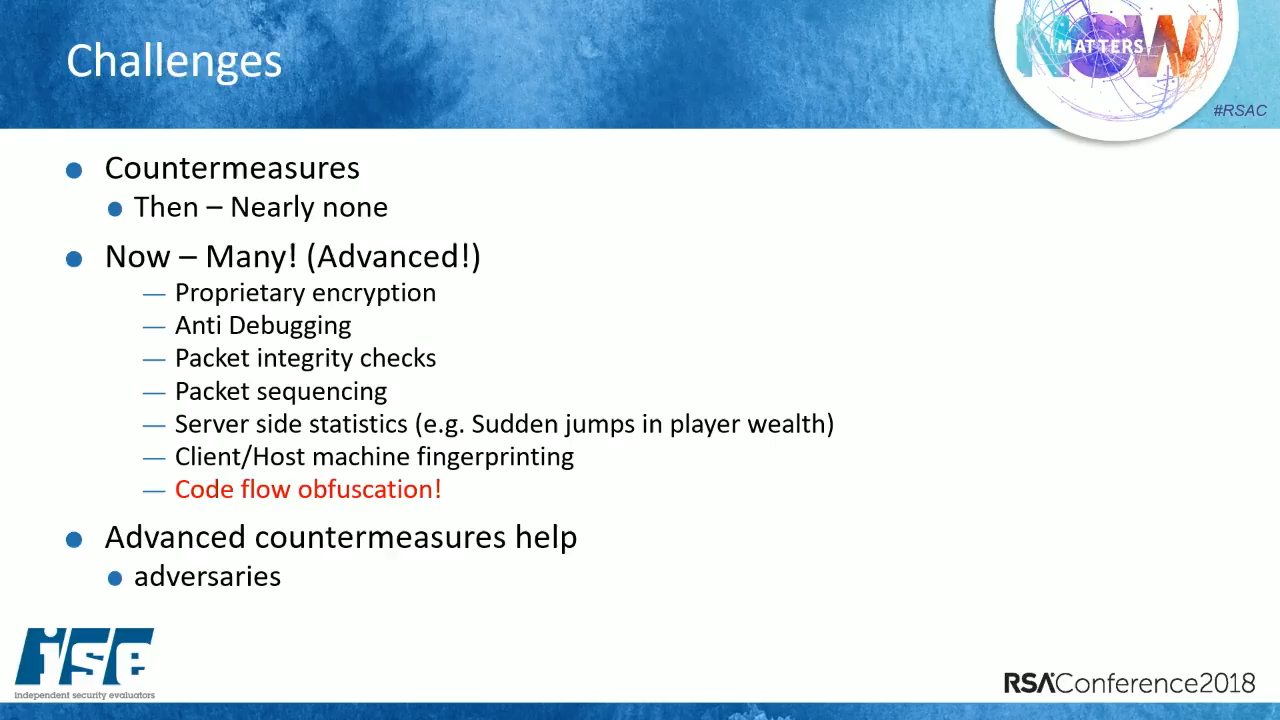 Challenges
NOW
MATTERS
#RSAC
Countermeasures
Then – Nearly none
Now – Many! (Advanced!)
Proprietary encryption
Anti Debugging
Packet integrity checks
Packet sequencing
Server side statistics (e.g. Sudden jumps in player wealth)
Client/Host machine fingerprinting
Code flow obfuscation!
Advanced countermeasures help
adversaries
ise
independent security evaluators
RSAConference2018